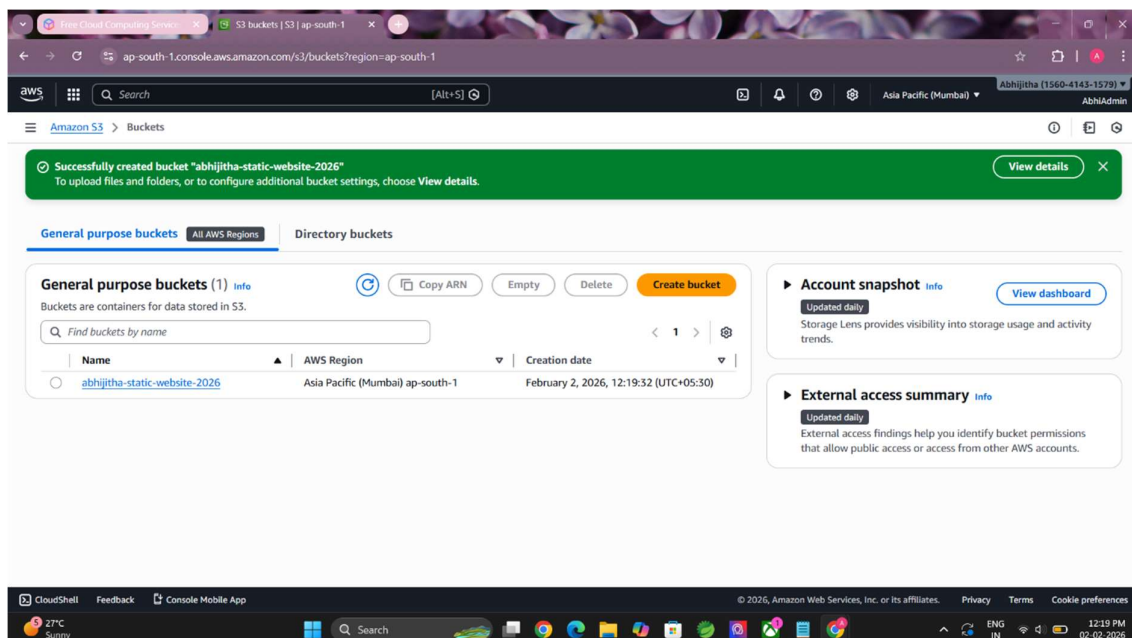 Free Cloud Computing Service
S3 buckets | S3 | ap-south-1
ap-south-1.console.aws.amazon.com/s3/buckets?region=ap-south-1
A
aws
Search
[Alt+S]
Asia Pacific (Mumbai)
Abhijitha (1560-4143-1579)
AbhiAdmin
Amazon S3 > Buckets
Successfully created bucket "abhijitha-static-website-2026"
To upload files and folders, or to configure additional bucket settings, choose View details.
View details
General purpose buckets All AWS Regions
Directory buckets
General purpose buckets (1) Info
Copy ARN
Empty
Delete
Create bucket
Buckets are containers for data stored in S3.
Find buckets by name
1
Name
AWS Region
Creation date
abhijitha-static-website-2026
Asia Pacific (Mumbai) ap-south-1
February 2, 2026, 12:19:32 (UTC+05:30)
Account snapshot Info
View dashboard
Updated daily
Storage Lens provides visibility into storage usage and activity
trends.
External access summary Info
Updated daily
External access findings help you identify bucket permissions
that allow public access or access from other AWS accounts.
CloudShell
Feedback
Console Mobile App
© 2026, Amazon Web Services, Inc. or its affiliates.
Privacy
Terms
Cookie preferences
5
27°C
Sunny
Search
ENG
IN
12:19 PM
02-02-2026